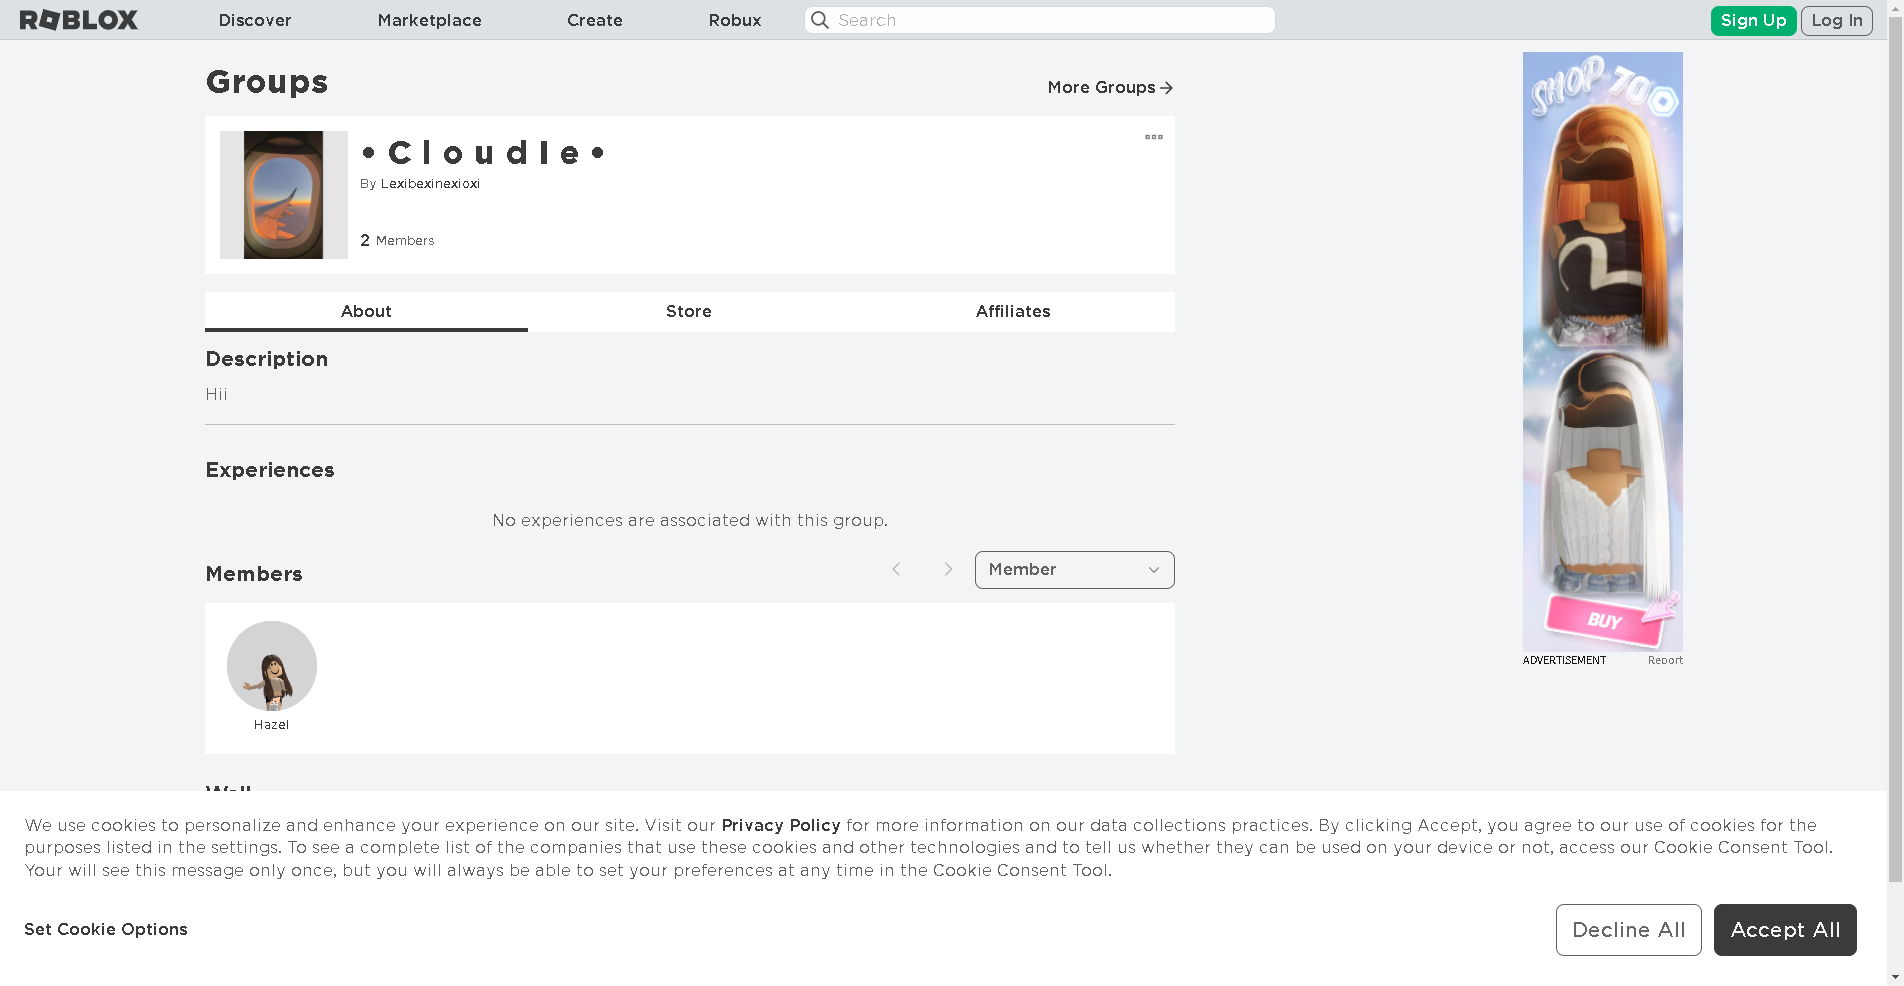 ROBLOX
Discover
Marketplace
Create
Robux
Search
Sign Up
Log In
Groups
More Groups
• C l o u d I e •
By Lexibexinexioxi
2 Members
About
Store
Affiliates
Description
Hii
Experiences
No experiences are associated with this group.
Members
Member
Hazel
Wall
SHOP 70
BUY
ADVERTISEMENT
Report
We use cookies to personalize and enhance your experience on our site. Visit our Privacy Policy for more information on our data collections practices. By clicking Accept, you agree to our use of cookies for the
purposes listed in the settings. To see a complete list of the companies that use these cookies and other technologies and to tell us whether they can be used on your device or not, access our Cookie Consent Tool.
Your will see this message only once, but you will always be able to set your preferences at any time in the Cookie Consent Tool.
Set Cookie Options
Decline All
Accept All